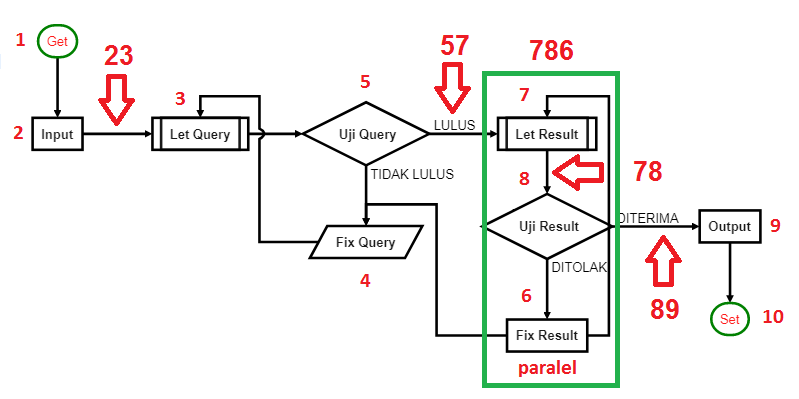 57
786
1
Get
23
5
3
7
2
Input
Let Query
Uji Query
LULUS
Let Result
TIDAK LULUS
8
78
DITERIMA
Uji Result
Output
9
Fix Query
DITOLAK
4
6
89
Set
10
Fix Result
paralel